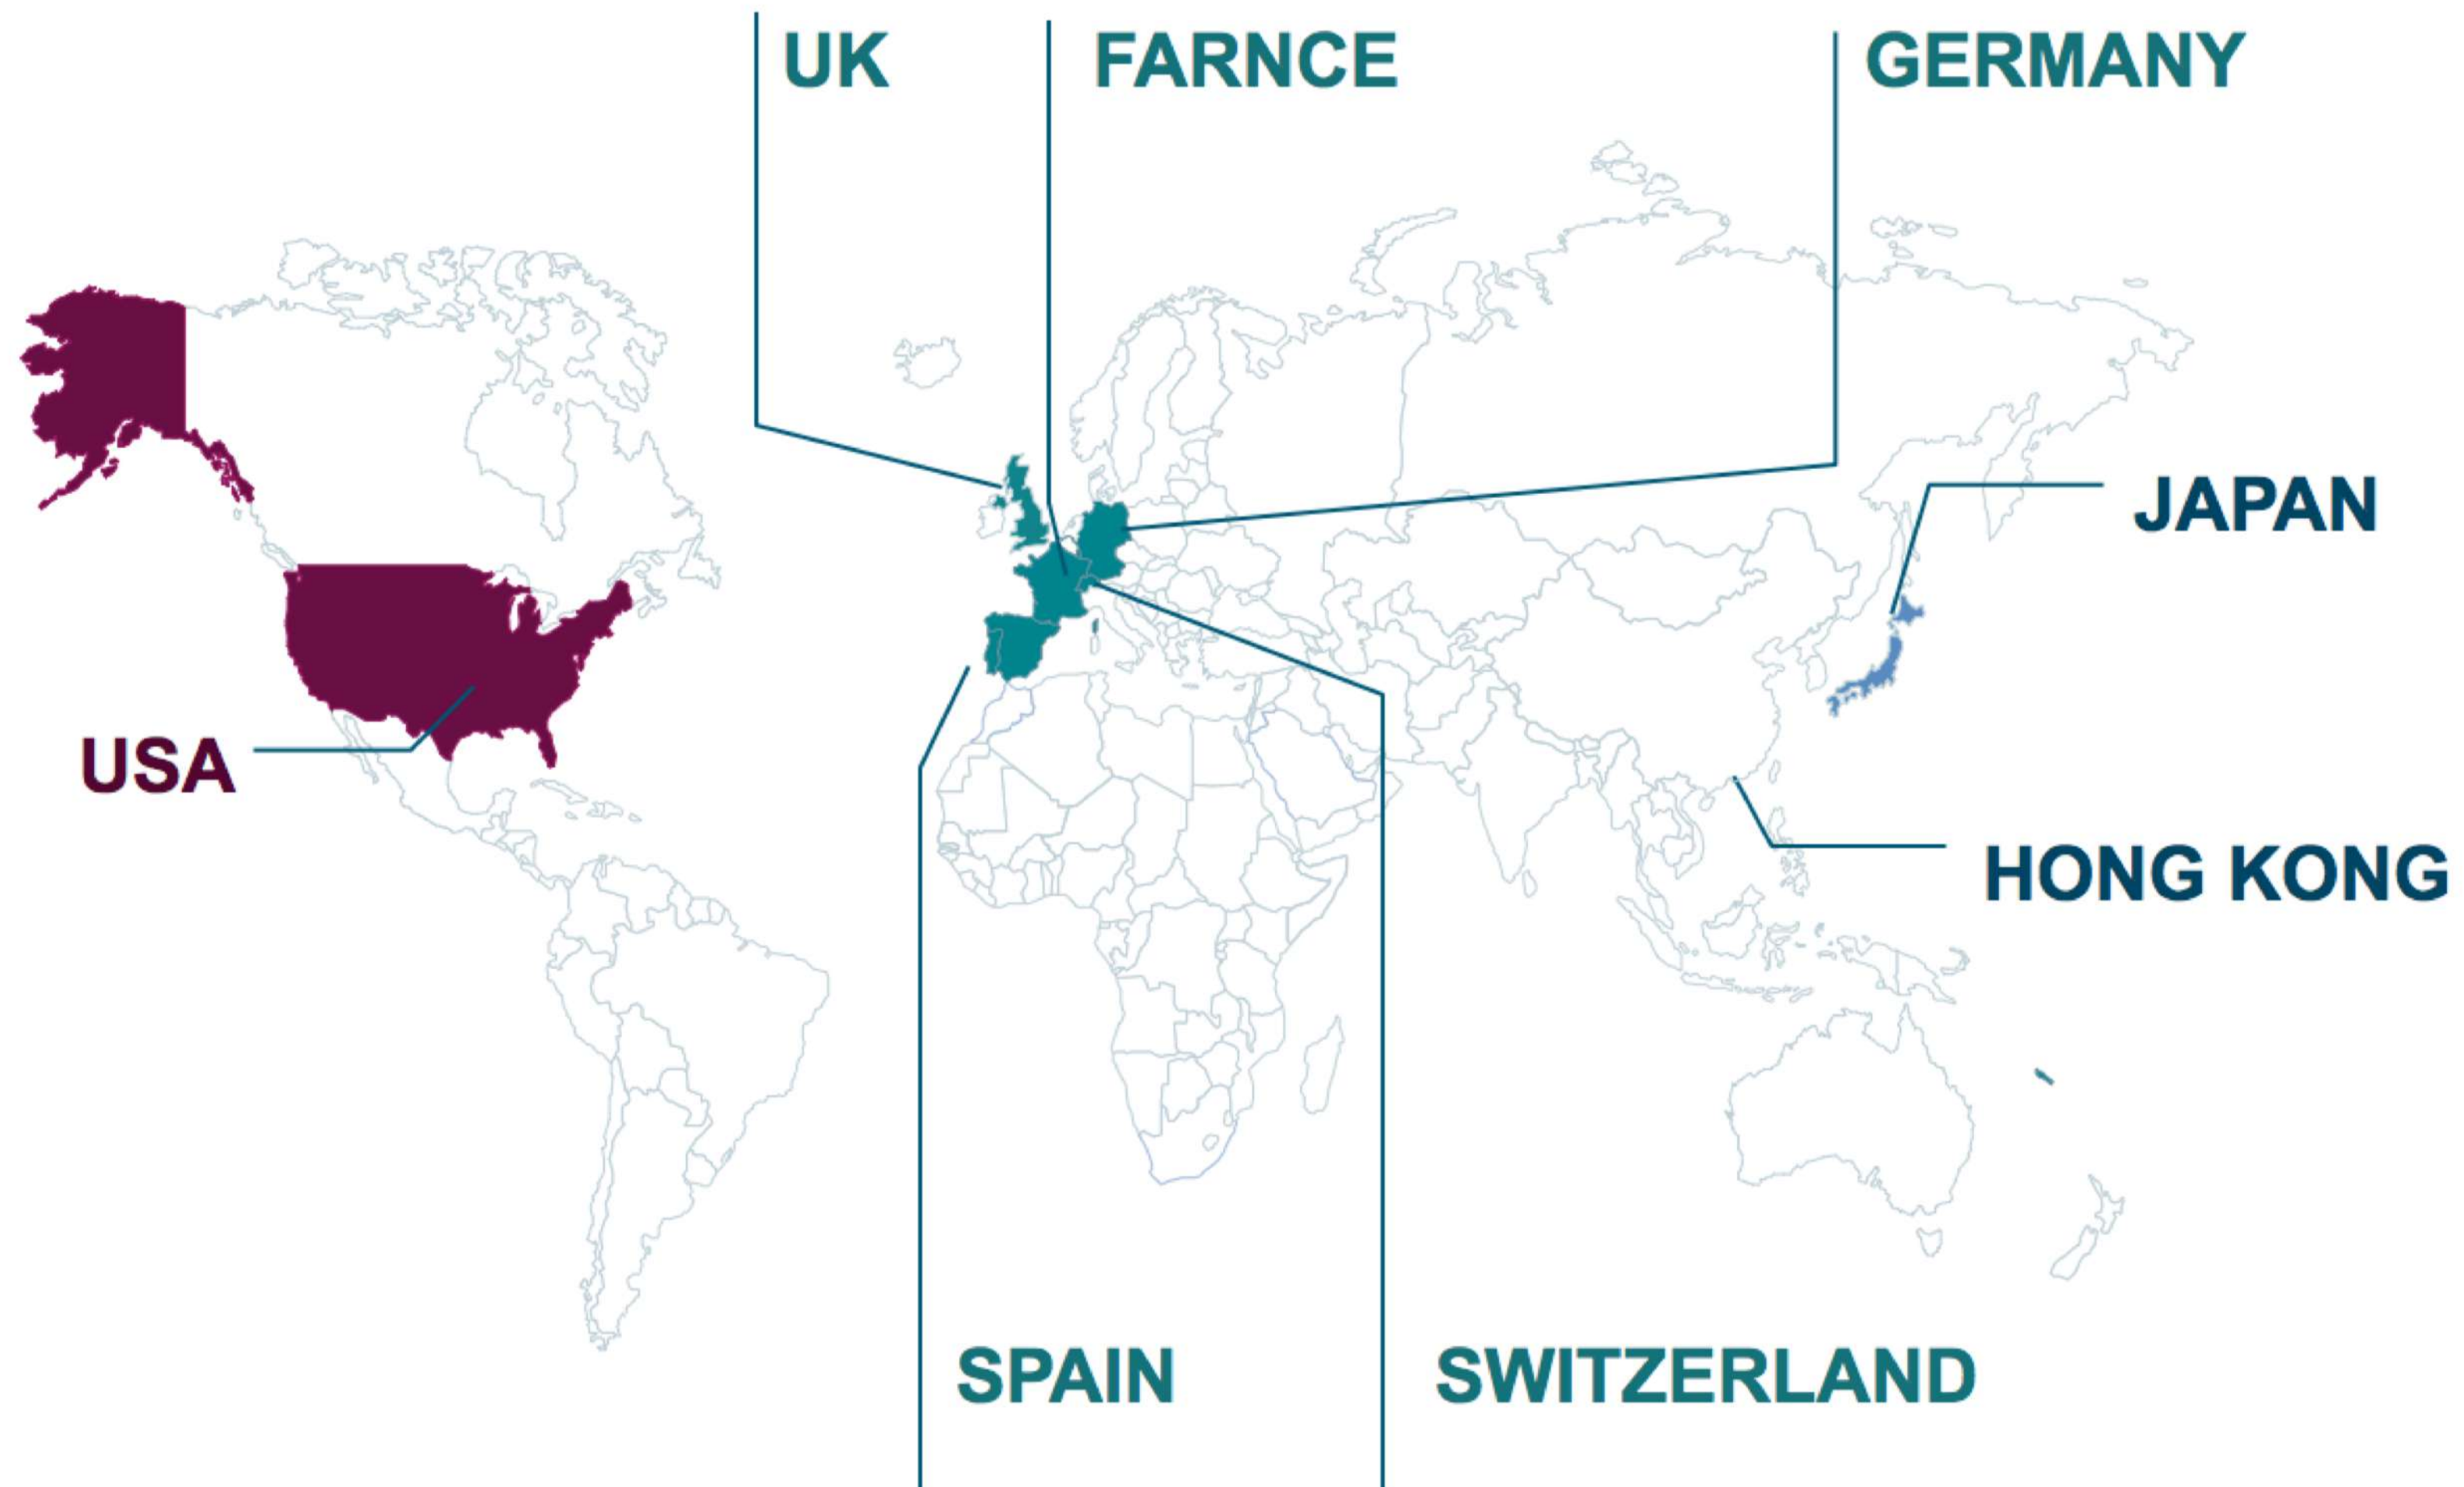 UK
FARNCE
GERMANY
JAPAN
USA
HONG KONG
SPAIN
SWITZERLAND